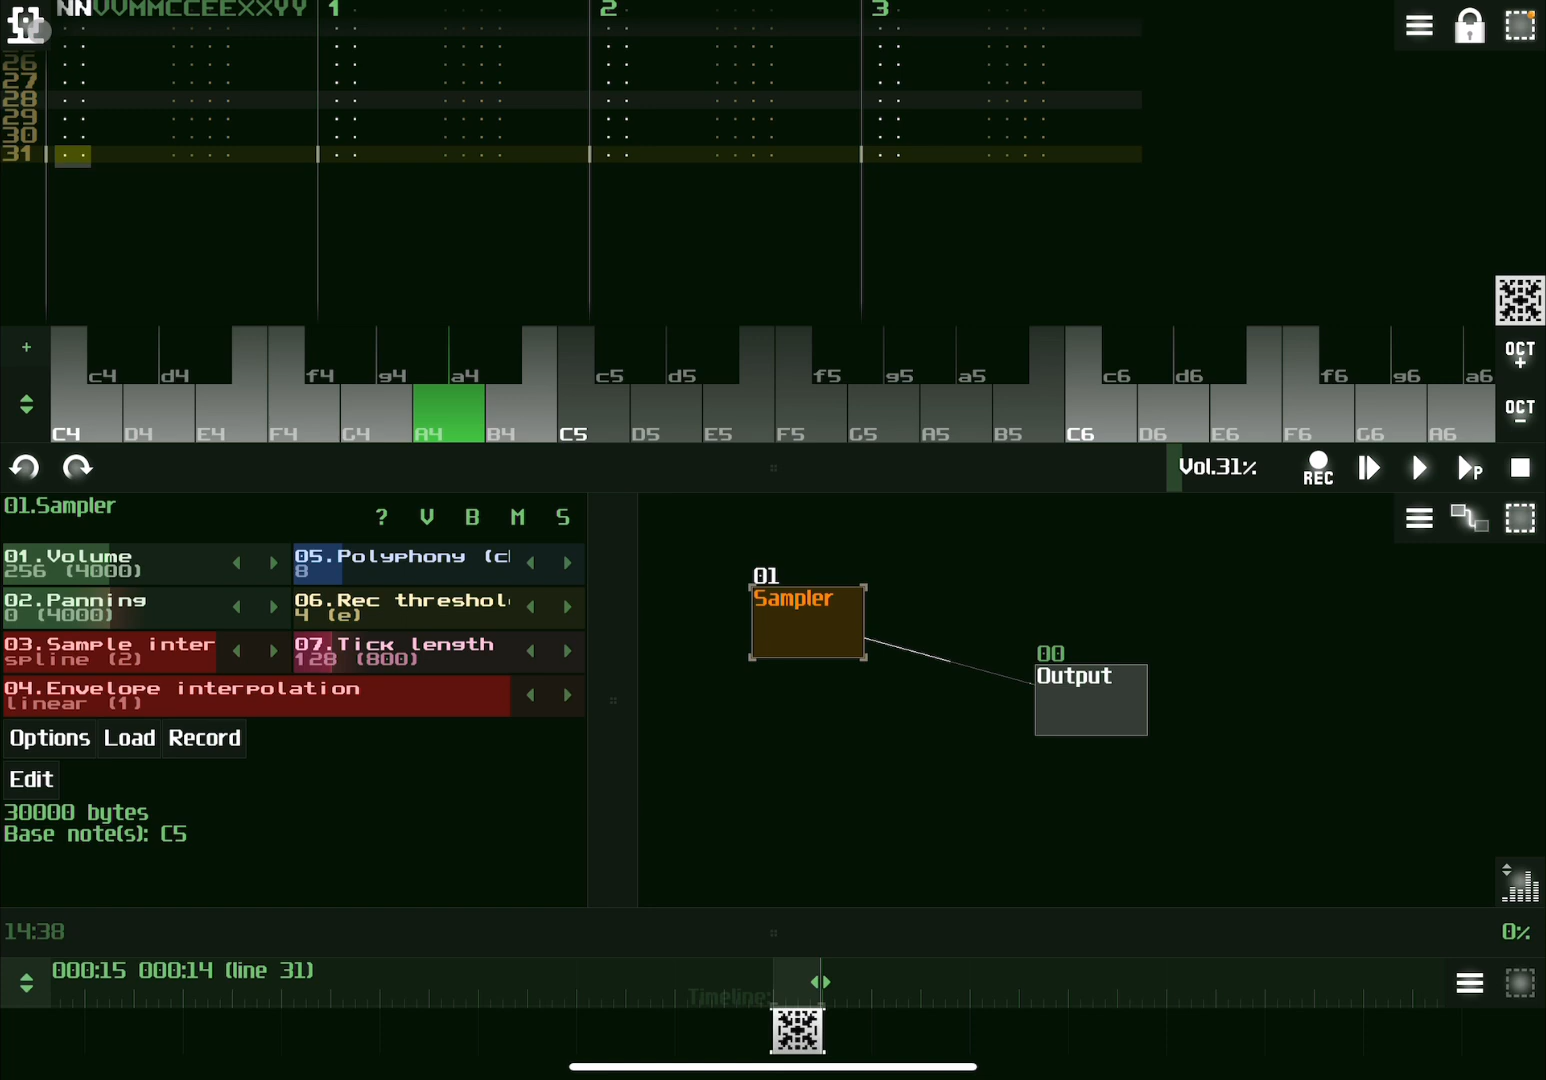 NNVVMMCCEEXXYY 1 2 3
26
27
28
29
30
31
+ c4 d4 f4 g4 a4 c5 d5 f5 g5 a5 c6 d6 f6 g6 a6 OCT +
C4 D4 E4 F4 G4 A4 B4 C5 D5 E5 F5 G5 A5 B5 C6 D6 E6 F6 G6 A6 OCT -
Vol.31% REC P
01.Sampler
? V B M S
01.Volume
256 (4000)
05.Polyphony (c
8
02.Panning
0 (4000)
06.Rec threshol
4 (e)
03.Sample inter
spline (2)
07.Tick length
128 (800)
04.Envelope interpolation
linear (1)
Options Load Record
Edit
30000 bytes
Base note(s): C5
01
Sampler
00
Output
14:38 0%
000:15 000:14 (line 31)
Timeline: